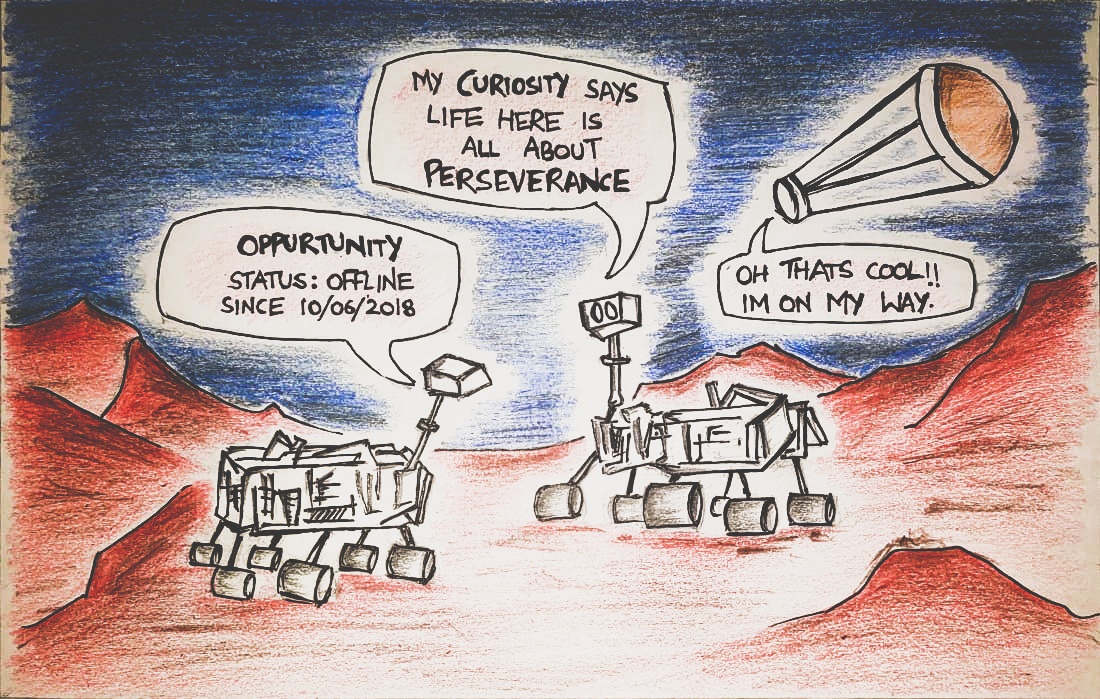 MY CURIOSITY SAYS
LIFE HERE IS
ALL ABOUT
PERSEVERANCE
OPPURTUNITY
STATUS: OFFLINE
SINCE 10/06/2018
OH THATS COOL!!
IM ON MY WAY.